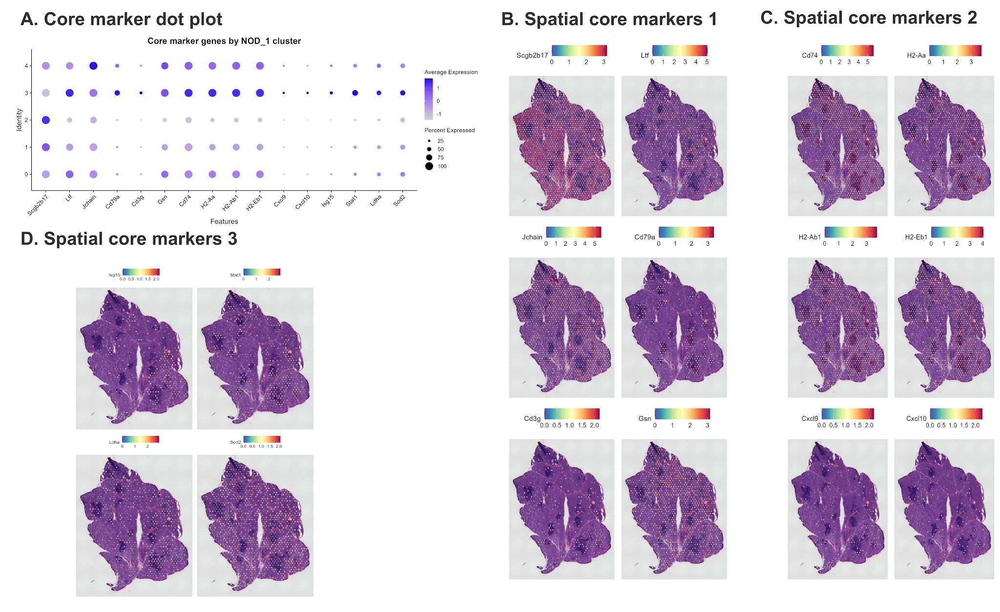 A. Core marker dot plot
Core marker genes by NOD_1 cluster
Identity
4
3
2
1
0
Scgb2b17
Ltf
Jchain
Cd79a
Cd3g
Gsn
Cd74
H2-Aa
H2-Ab1
H2-Eb1
Cxcl9
Cxcl10
Isg15
Stat1
Ldha
Sod2
Features
Average Expression
1
0
-1
Percent Expressed
25
50
75
100
B. Spatial core markers 1
Scgb2b17
0 1 2 3
Ltf
0 1 2 3 4 5
Jchain
0 1 2 3 4 5
Cd79a
0 1 2 3
Cd3g
0.0 0.5 1.0 1.5 2.0
Gsn
0 1 2 3
C. Spatial core markers 2
Cd74
0 1 2 3 4 5
H2-Aa
0 1 2 3
H2-Ab1
0 1 2 3
H2-Eb1
0 1 2 3 4
Cxcl9
0.0 0.5 1.0 1.5 2.0
Cxcl10
0.0 0.5 1.0 1.5 2.0
D. Spatial core markers 3
Isg15
0.0 0.5 1.0 1.5 2.0
Stat1
0 1 2
Ldha
0 1 2
Sod2
0.0 0.5 1.0 1.5 2.0